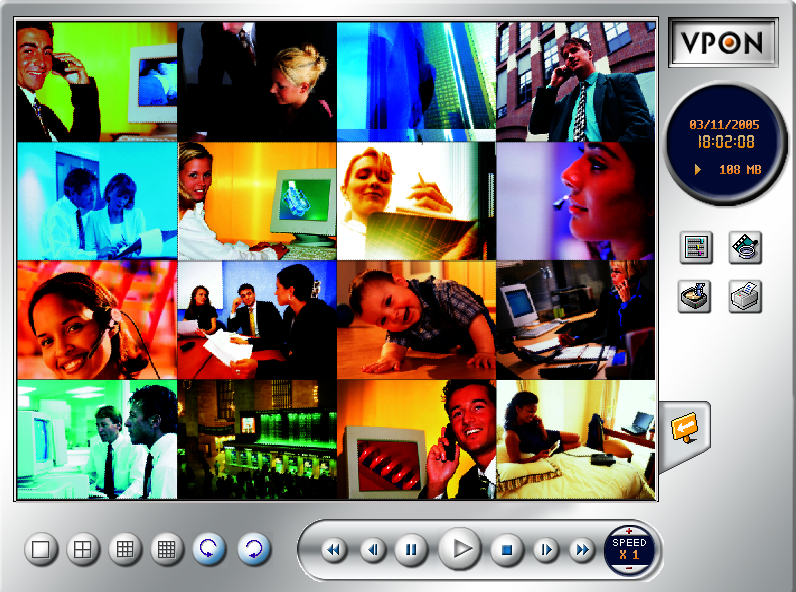 VPON
03/11/2005
18:02:08
108 MB
+
SPEED
X 1
-